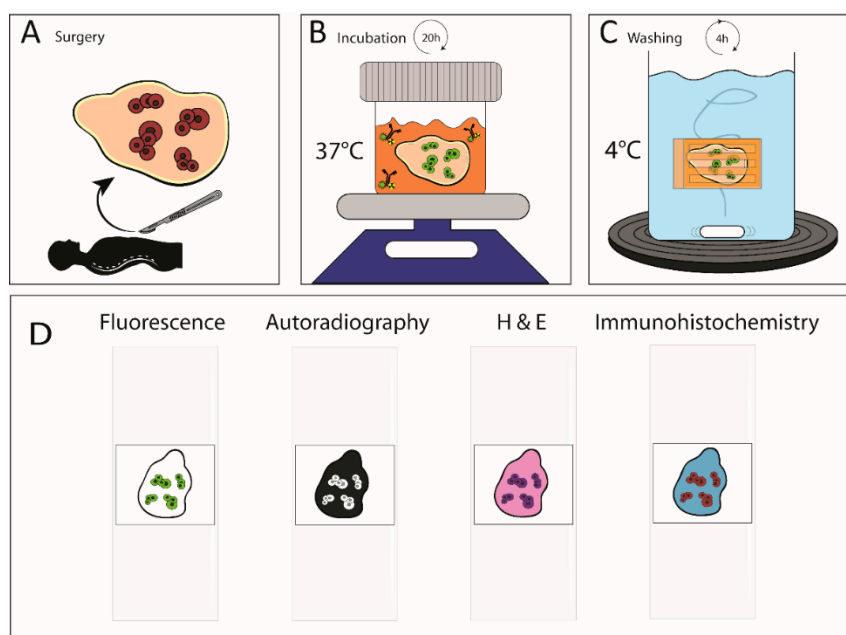 A Surgery
B Incubation 20h
37°C
C Washing 4h
4°C
D
Fluorescence Autoradiography H & E Immunohistochemistry